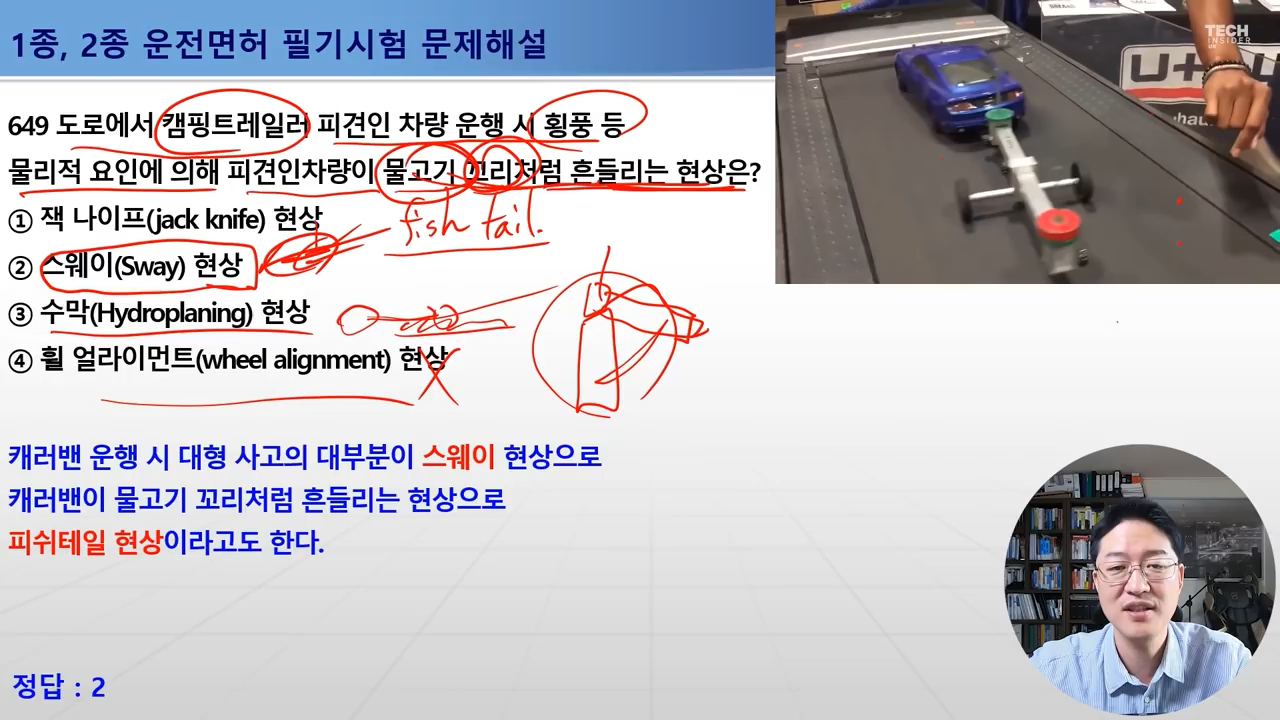 1종, 2종 운전면허 필기시험 문제해설
TECH
INSIDER
UK
U+HAU
haul
649 도로에서 캠핑트레일러 피견인 차량 운행 시 횡풍 등
물리적 요인에 의해 피견인차량이 물고기 꼬리처럼 흔들리는 현상은?
① 잭 나이프(jack knife) 현상
fish tail.
② 스웨이(Sway) 현상
③ 수막(Hydroplaning) 현상
④ 휠 얼라이먼트(wheel alignment) 현상
캐러밴 운행 시 대형 사고의 대부분이 스웨이 현상으로
캐러밴이 물고기 꼬리처럼 흔들리는 현상으로
피쉬테일 현상이라고도 한다.
정답 : 2